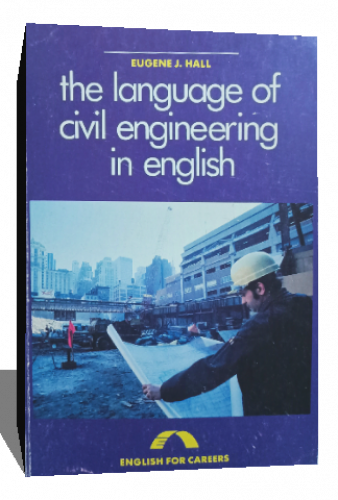 EUGENE J. HALL
the language of
civil engineering
in english
ENGLISH FOR CAREERS